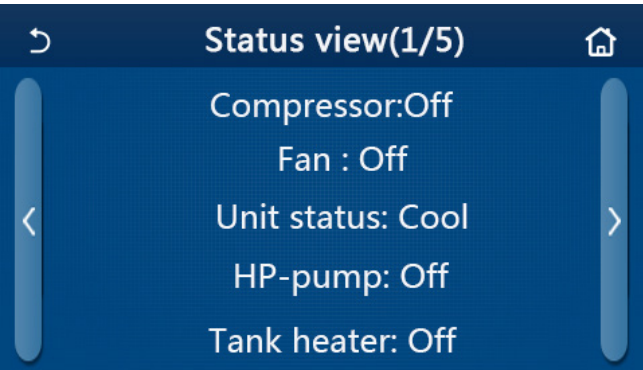 Status view(1/5)
Compressor:Off
Fan : Off
Unit status: Cool
HP-pump: Off
Tank heater: Off